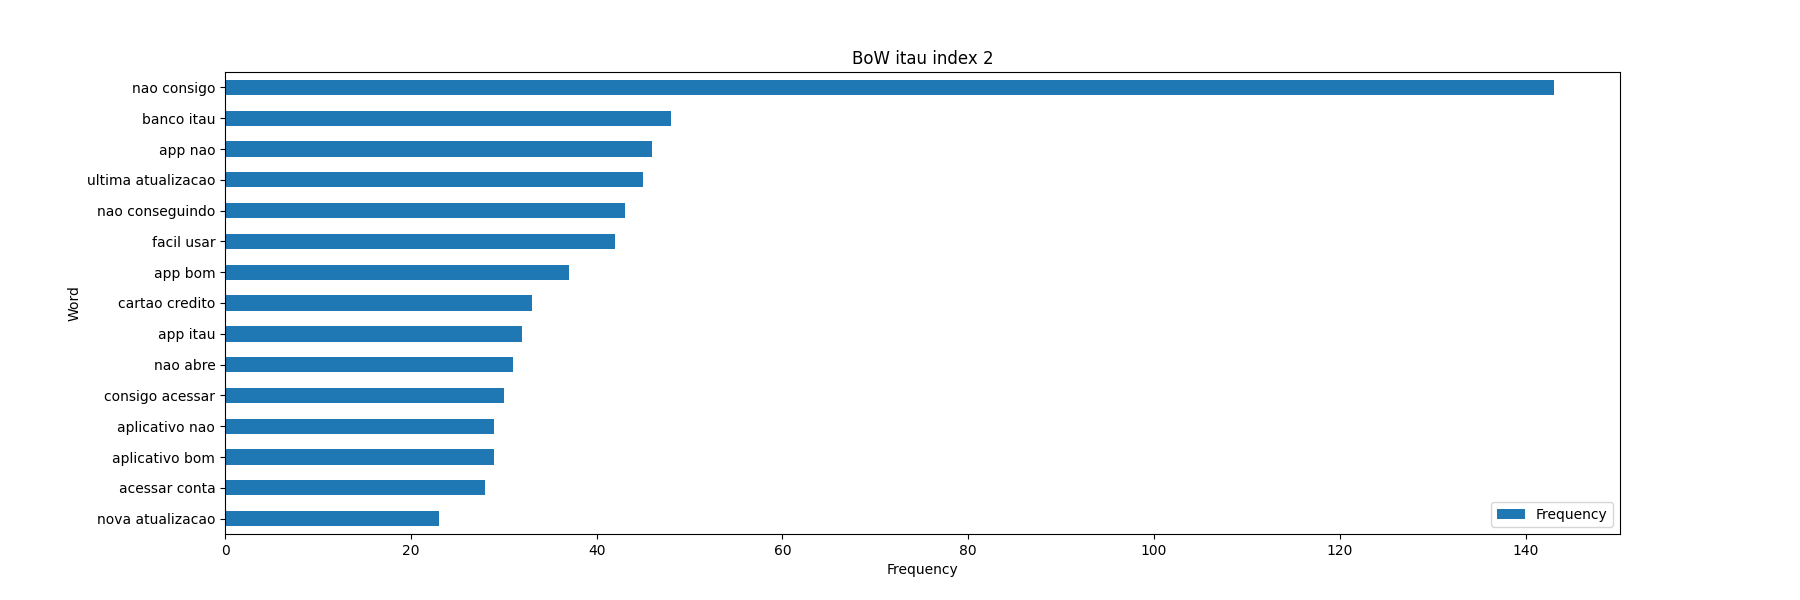 BoW itau index 2
nao consigo
banco itau
app nao
ultima atualizacao
nao conseguindo
facil usar
app bom
cartao credito
app itau
nao abre
consigo acessar
aplicativo nao
aplicativo bom
acessar conta
nova atualizacao
Word
0 20 40 60 80 100 120 140
Frequency
Frequency